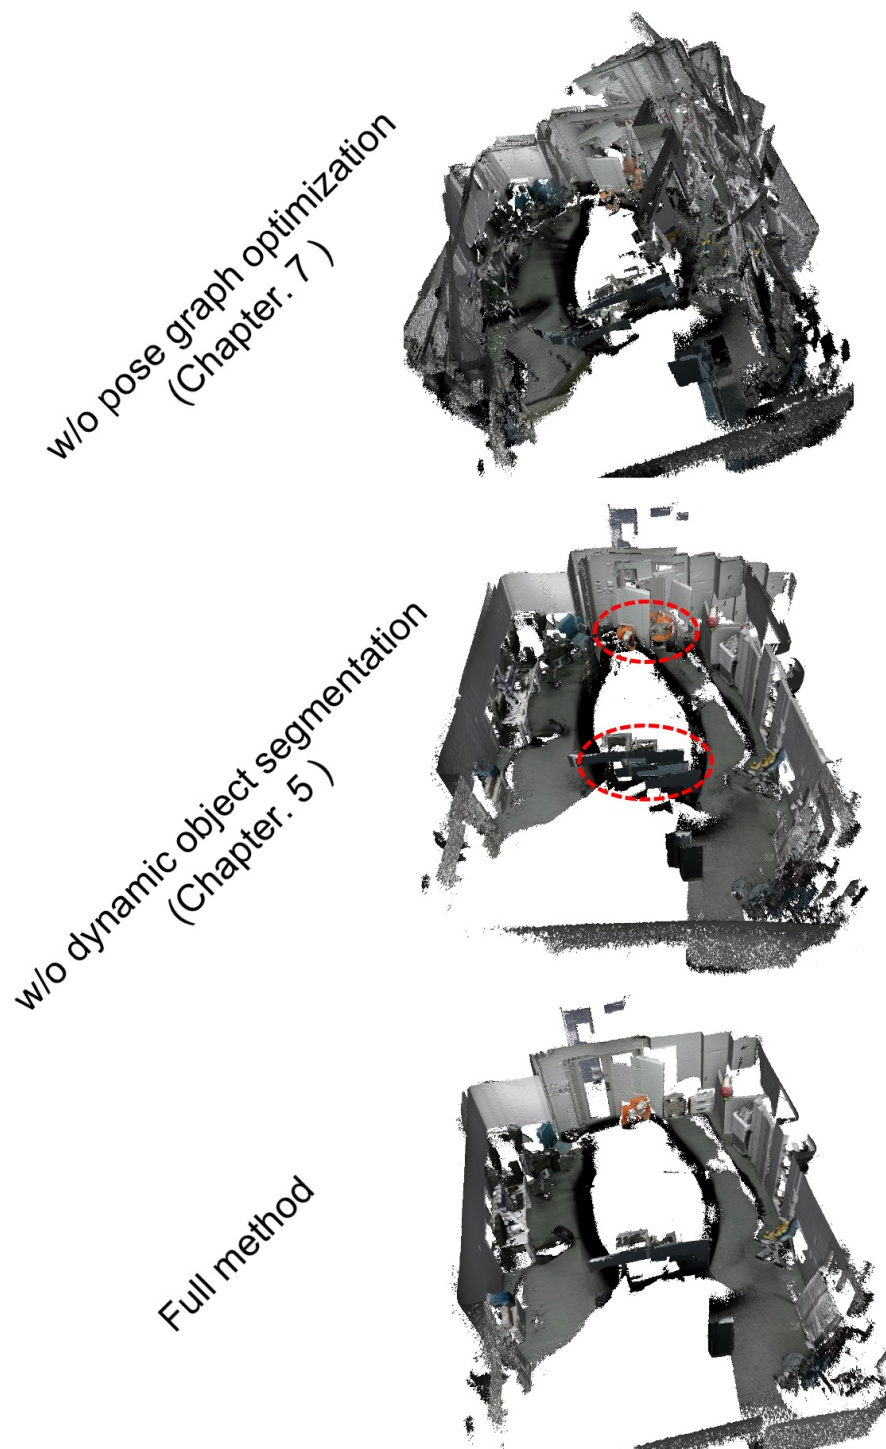 w/o pose graph optimization
(Chapter. 7 )
w/o dynamic object segmentation
(Chapter. 5 )
Full method